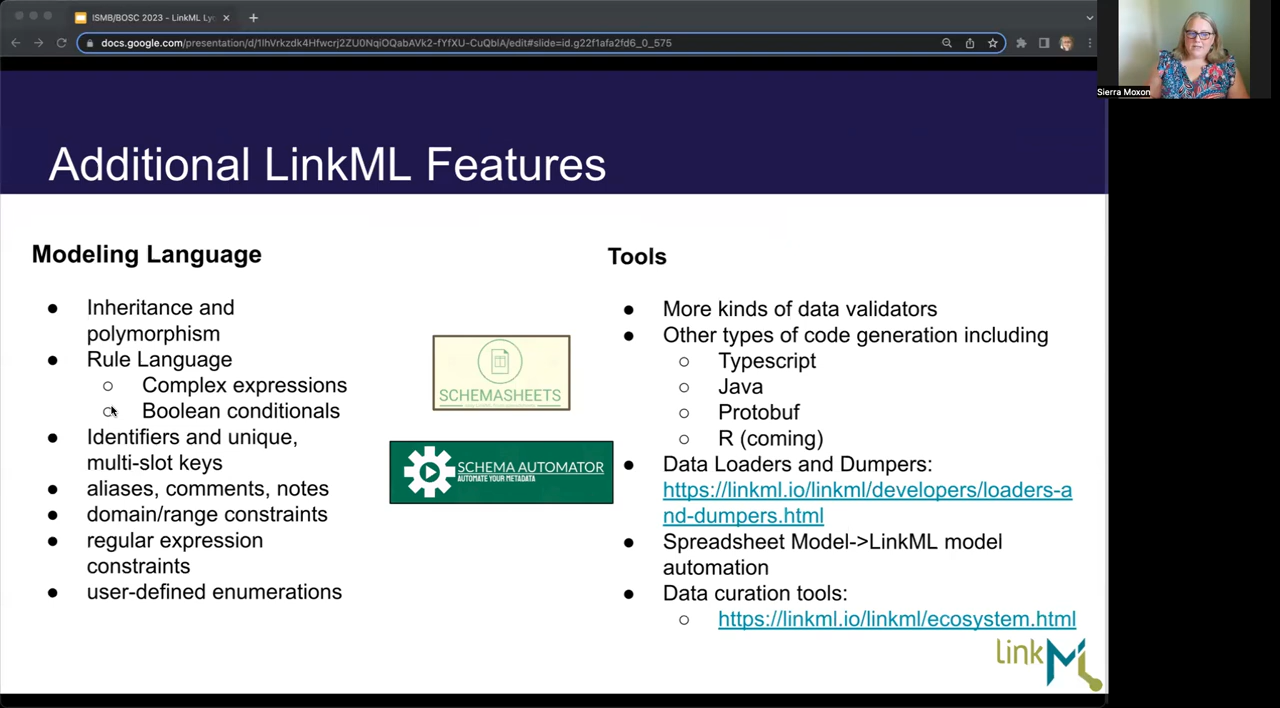 ISMB/BOSC 2023 - LinkML Ly
docs.google.com/presentation/d/1lhVrkzdk4Hfwcrj2ZU0NqiOQabAVk2-fYfXU-CuQblA/edit#slide=id.g22f1afa2fd6_0_575
Sierra Moxon
Additional LinkML Features
Modeling Language
Inheritance and
polymorphism
Rule Language
Complex expressions
Boolean conditionals
Identifiers and unique,
multi-slot keys
aliases, comments, notes
domain/range constraints
regular expression
constraints
user-defined enumerations
SCHEMASHEETS
SCHEMA AUTOMATOR
AUTOMATE YOUR METADATA
Tools
More kinds of data validators
Other types of code generation including
Typescript
Java
Protobuf
R (coming)
Data Loaders and Dumpers:
https://linkml.io/linkml/developers/loaders-a
nd-dumpers.html
Spreadsheet Model->LinkML model
automation
Data curation tools:
https://linkml.io/linkml/ecosystem.html
linkML